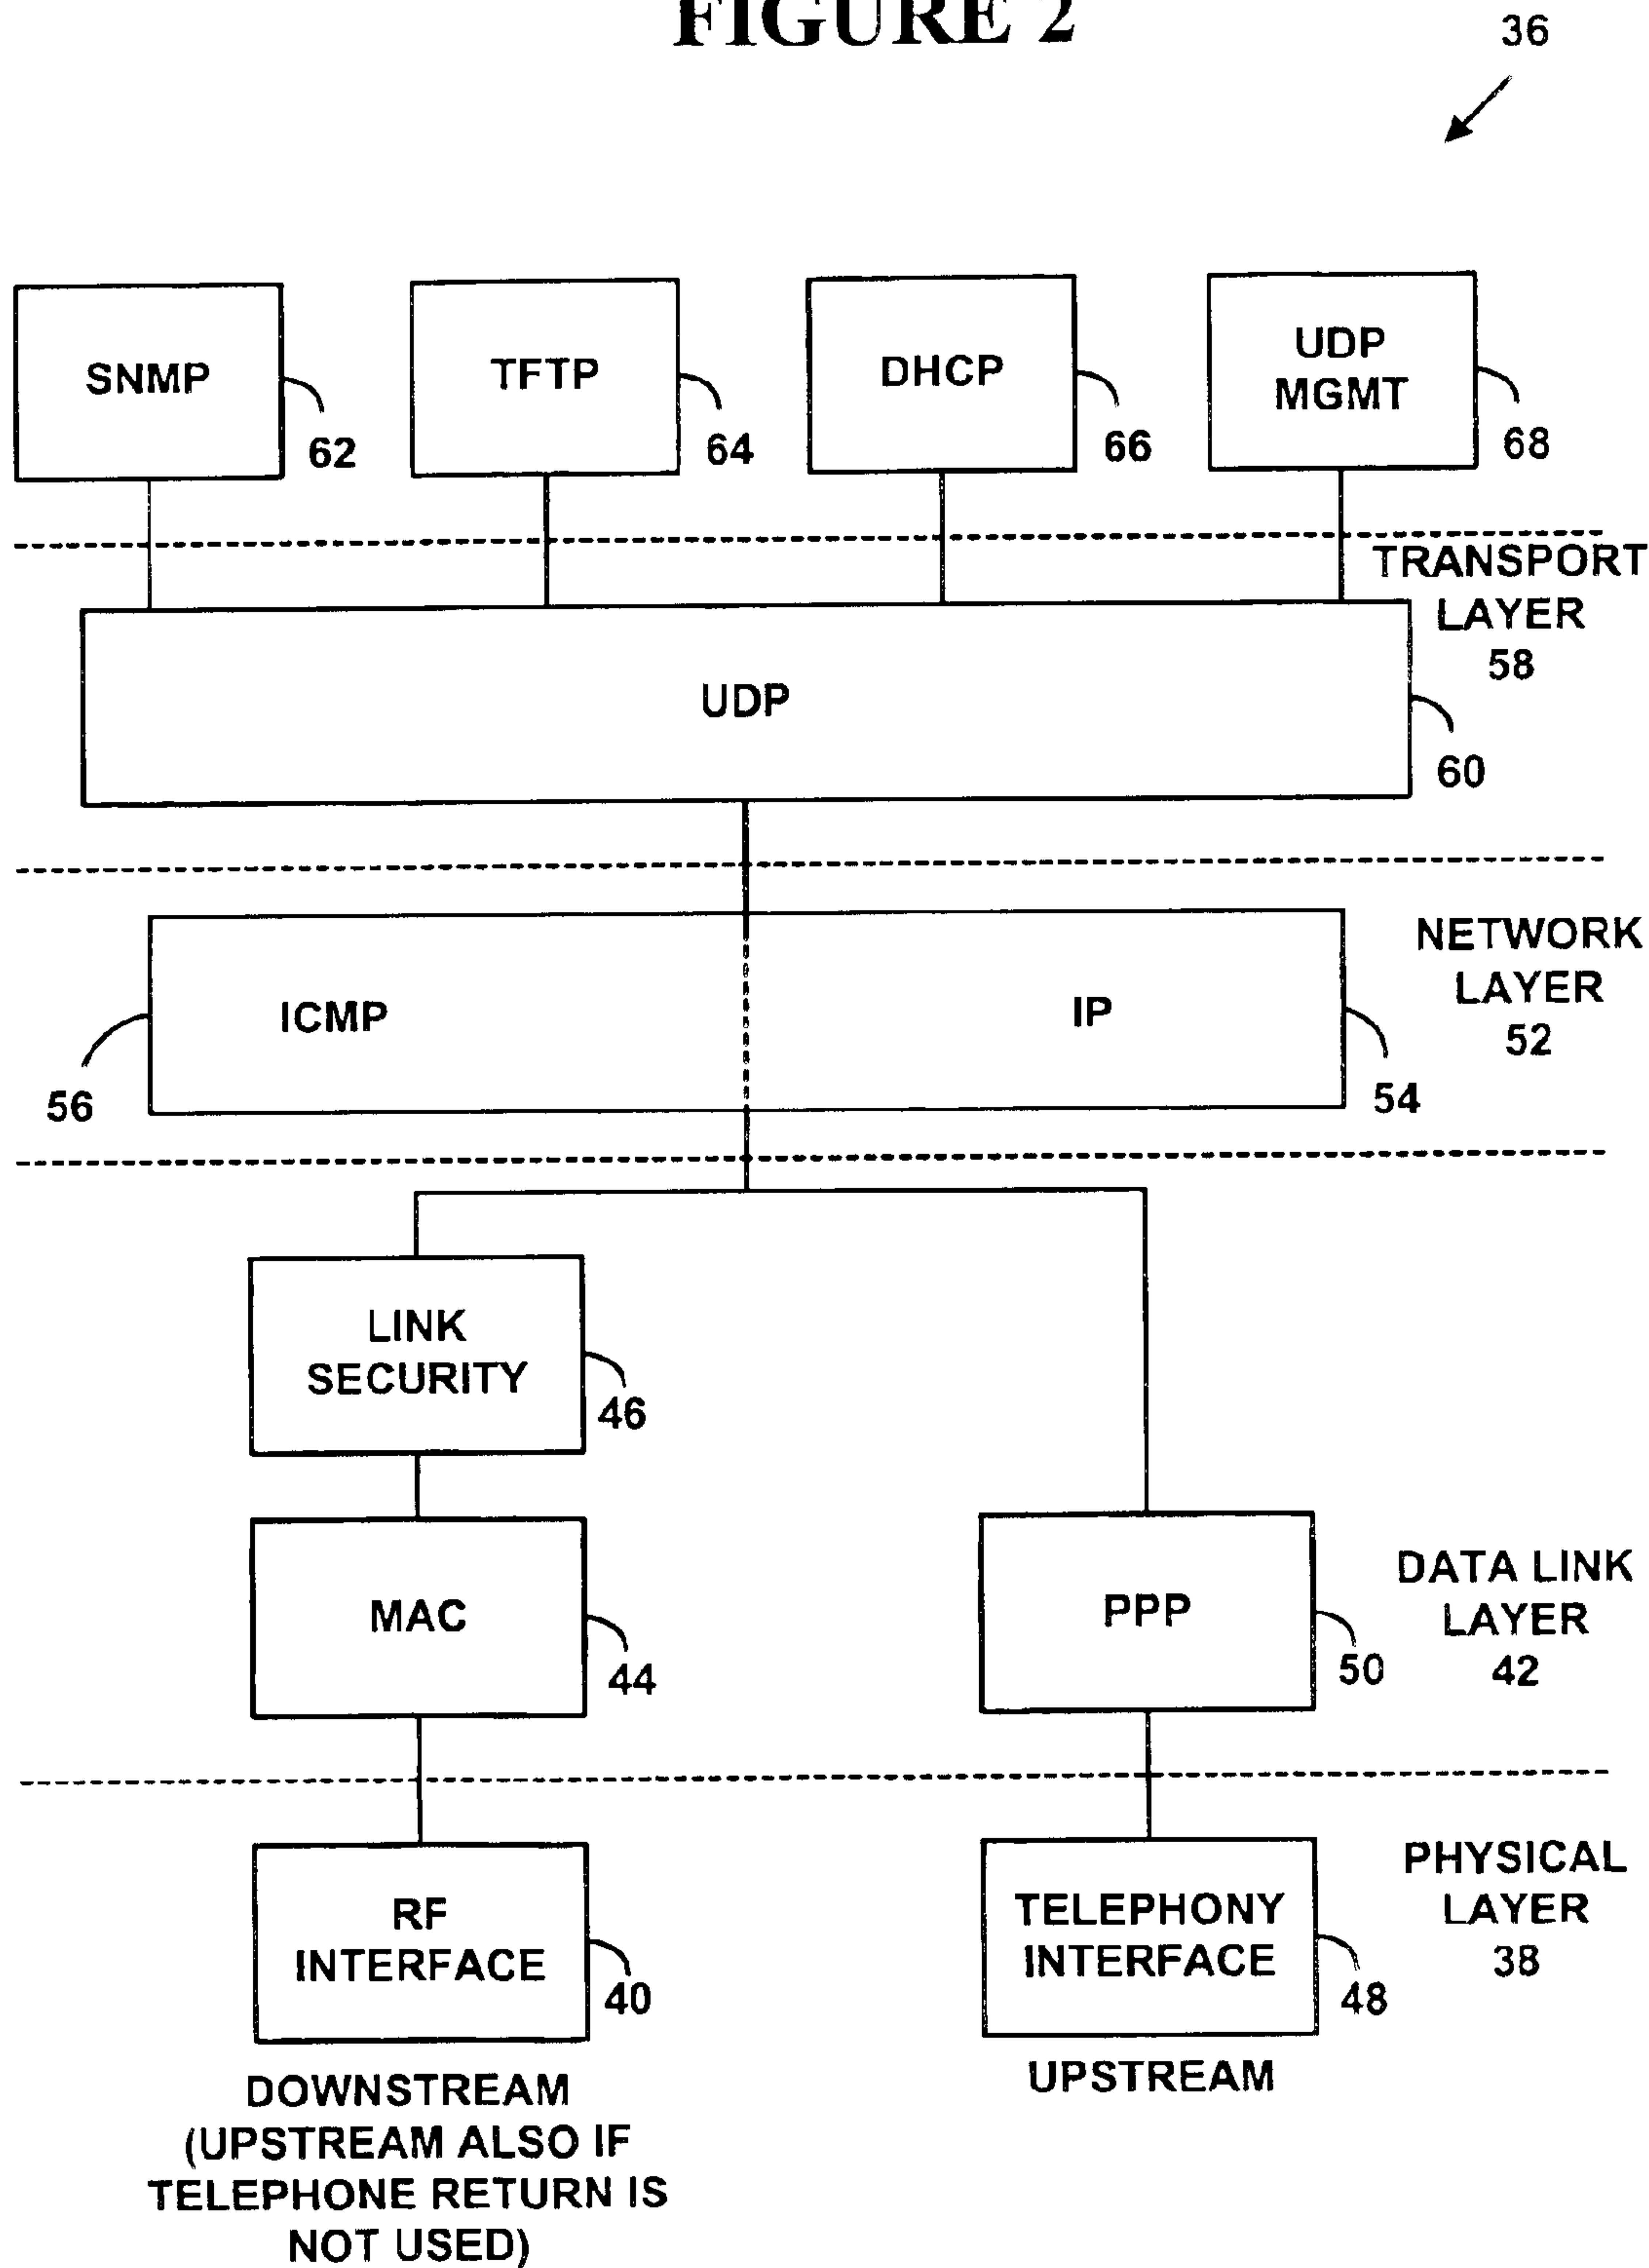 FIGURE 2
36
SNMP
62
TFTP
64
DHCP
66
UDP
MGMT
68
TRANSPORT
LAYER
58
UDP
60
NETWORK
LAYER
52
ICMP
56
IP
54
LINK
SECURITY
46
MAC
44
PPP
50
DATA LINK
LAYER
42
RF
INTERFACE
40
TELEPHONY
INTERFACE
48
PHYSICAL
LAYER
38
DOWNSTREAM
(UPSTREAM ALSO IF
TELEPHONE RETURN IS
NOT USED)
UPSTREAM